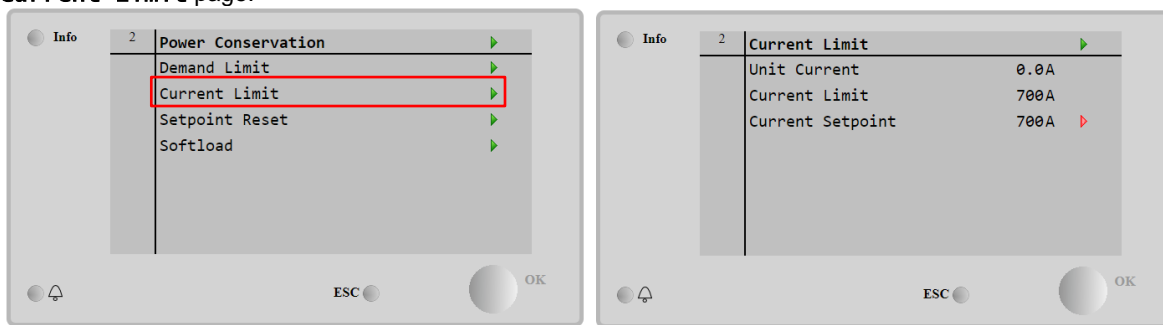 Current Limit page.
Info
2
Power Conservation
Demand Limit
Current Limit
Setpoint Reset
Softload
ESC
OK
Info
2
Current Limit
Unit Current 0.0A
Current Limit 700A
Current Setpoint 700A
ESC
OK